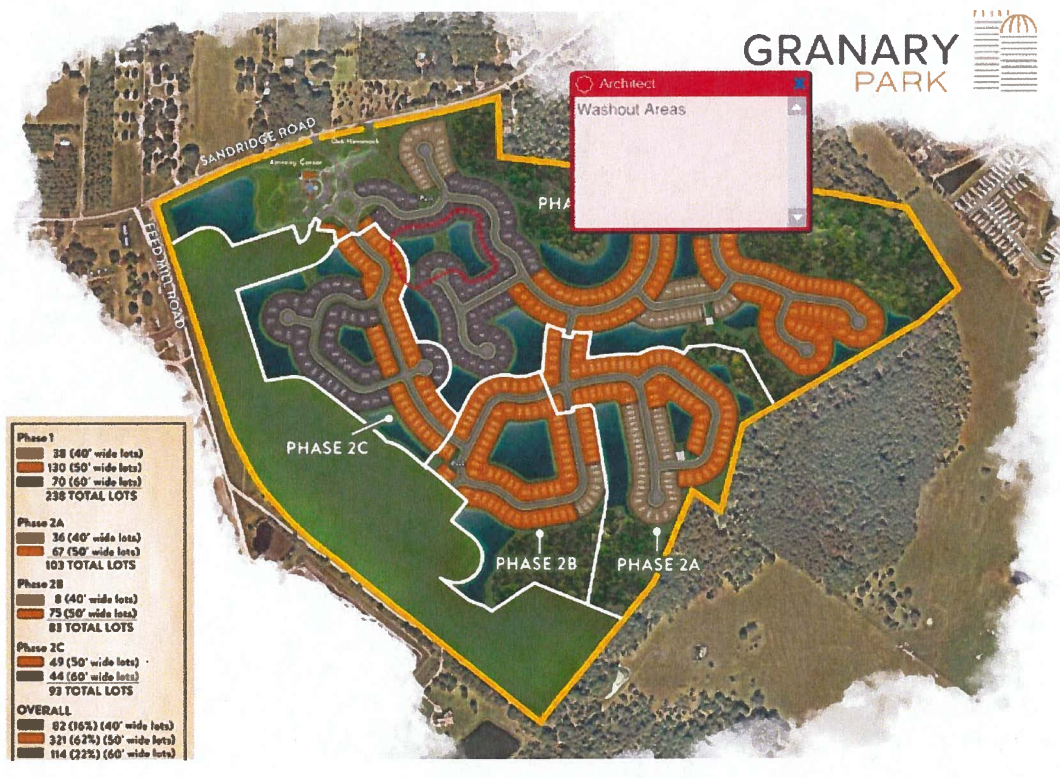 GRANARY
PARK
Architect
Washout Areas
SANDRIDGE ROAD
Amenity Center
FEED MILL ROAD
PHA
PHASE 2C
PHASE 2B
PHASE 2A
Phase 1
38 (40' wide lots)
130 (50' wide lots)
70 (60' wide lots)
238 TOTAL LOTS
Phase 2A
36 (40' wide lots)
67 (50' wide lots)
103 TOTAL LOTS
Phase 2B
8 (40' wide lots)
75 (50' wide lots)
83 TOTAL LOTS
Phase 2C
49 (50' wide lots)
44 (60' wide lots)
93 TOTAL LOTS
OVERALL
82 (16%) (40' wide lots)
321 (62%) (50' wide lots)
114 (22%) (60' wide lots)